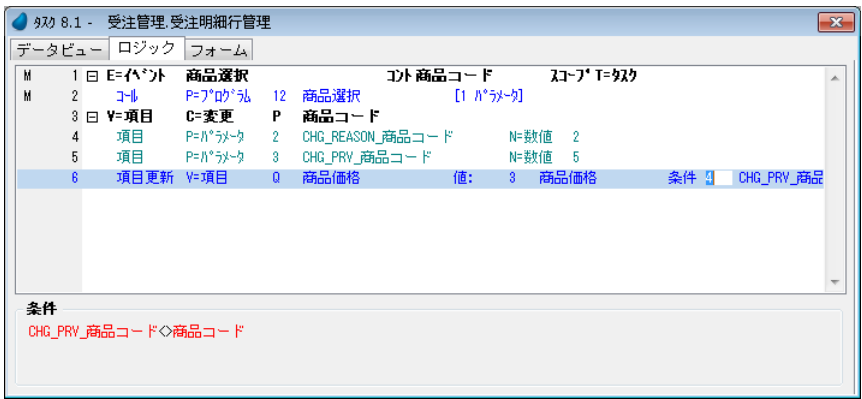 ﾀｽｸ 8.1 - 受注管理.受注明細行管理
データビュー ロジック フォーム
M 1 E=ｲﾍﾞﾝﾄ 商品選択 ｺﾝﾄ 商品コード ｽｺｰﾌﾟ T=ﾀｽｸ
M 2 ｺｰﾙ P=ﾌﾟﾛｸﾞﾗﾑ 12 商品選択 [1 ﾊﾟﾗﾒｰﾀ]
3 V=項目 C=変更 P 商品コード
4 項目 P=ﾊﾟﾗﾒｰﾀ 2 CHG_REASON_商品コード N=数値 2
5 項目 P=ﾊﾟﾗﾒｰﾀ 3 CHG_PRV_商品コード N=数値 5
6 項目更新 V=項目 Q 商品価格 値: 3 商品価格 条件 4 CHG_PRV_商品
条件
CHG_PRV_商品コード<>商品コード